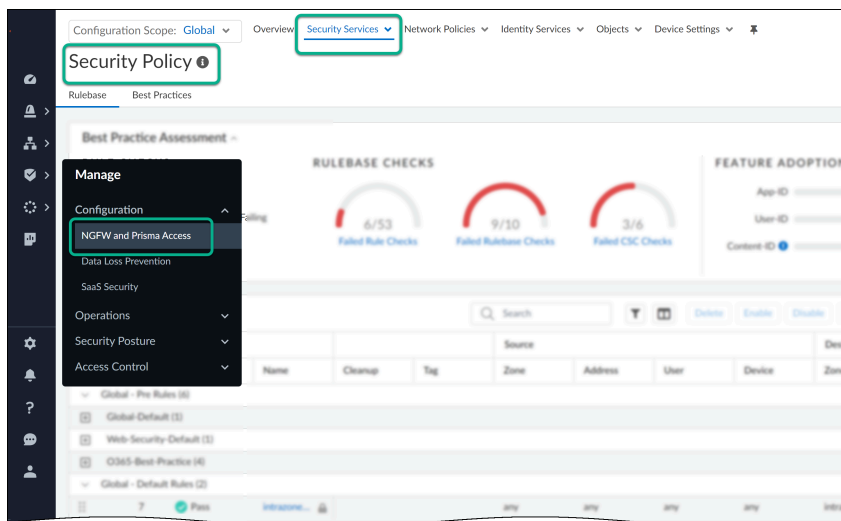 Configuration Scope: Global Overview Security Services Network Policies Identity Services Objects Device Settings
Security Policy
Rulebase Best Practices
Best Practice Assessment
RULEBASE CHECKS FEATURE ADOPTION
Manage
App-ID
Configuration
Failing 6/53 9/10 3/6 User-ID
NGFW and Prisma Access
Failed Rule Checks Failed Rulebase Checks Failed CSC Checks
Content-ID
Data Loss Prevention
SaaS Security
Operations
Search Delete Enable Disable
Security Posture
Source
Access Control
Name Cleanup Tag Zone Address User Device
Global - Pre Rules (6)
Global-Default (1)
Web-Security-Default (1)
O365-Best-Practice (4)
Global - Default Rules (2)
7 Pass intrazone... any any any any